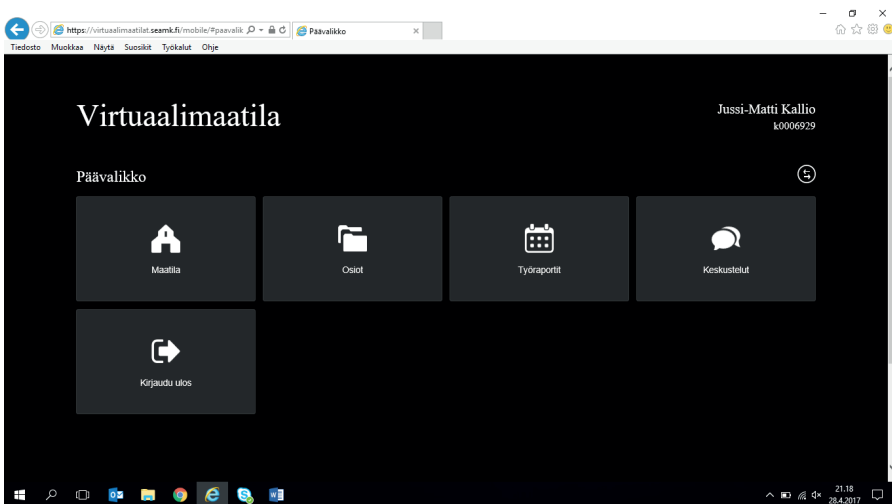 https://virtuaalimaatilat.seamk.fi/mobile/#paavalik
Päävalikko
Tiedosto Muokkaa Näytä Suosikit Työkalut Ohje
Virtuaalimaatila
Jussi-Matti Kallio
k0006929
Päävalikko
Maatila
Osiot
Työraportit
Keskustelut
Kirjaudu ulos
21.18
28.4.2017